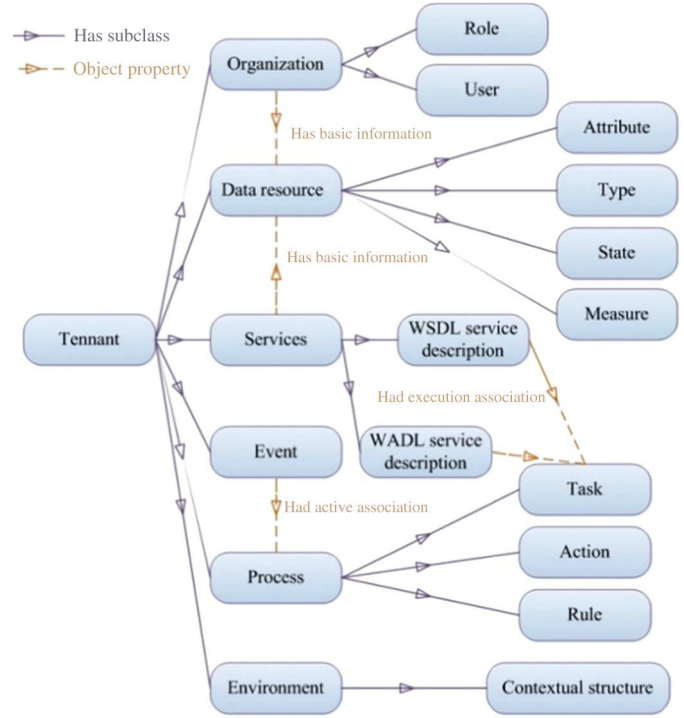 Has subclass
Object property
Role
Organization
User
Has basic information
Attribute
Data resource
Type
State
Has basic information
Measure
Tennant
Services
WSDL service
description
Had execution association
WADL service
description
Event
Task
Had active association
Action
Process
Rule
Environment
Contextual structure